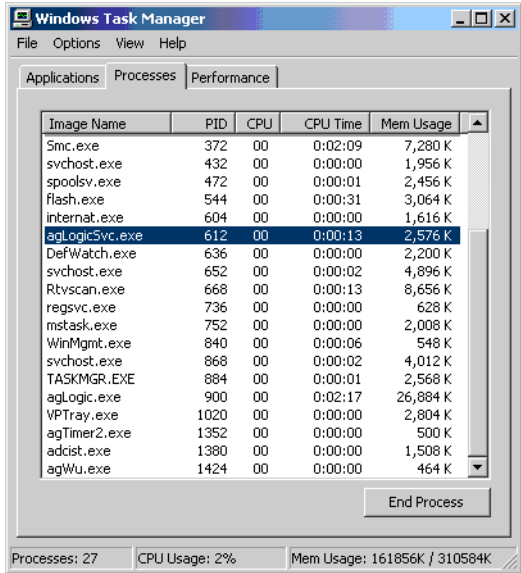 Windows Task Manager
File Options View Help
Applications Processes Performance
Image Name PID CPU CPU Time Mem Usage
Smc.exe 372 00 0:02:09 7,280 K
svchost.exe 432 00 0:00:00 1,956 K
spoolsv.exe 472 00 0:00:01 2,456 K
flash.exe 544 00 0:00:31 3,064 K
internat.exe 604 00 0:00:00 1,616 K
agLogicSvc.exe 612 00 0:00:13 2,576 K
DefWatch.exe 636 00 0:00:00 2,200 K
svchost.exe 652 00 0:00:02 4,896 K
Rtvscan.exe 668 00 0:00:13 8,656 K
regsvc.exe 736 00 0:00:00 628 K
mstask.exe 752 00 0:00:00 2,008 K
WinMgmt.exe 840 00 0:00:06 548 K
svchost.exe 868 00 0:00:02 4,012 K
TASKMGR.EXE 884 00 0:00:01 2,568 K
agLogic.exe 900 00 0:02:17 26,884 K
VPTray.exe 1020 00 0:00:00 2,804 K
agTimer2.exe 1352 00 0:00:00 500 K
adcist.exe 1380 00 0:00:00 1,508 K
agWu.exe 1424 00 0:00:00 464 K
End Process
Processes: 27 CPU Usage: 2% Mem Usage: 161856K / 310584K